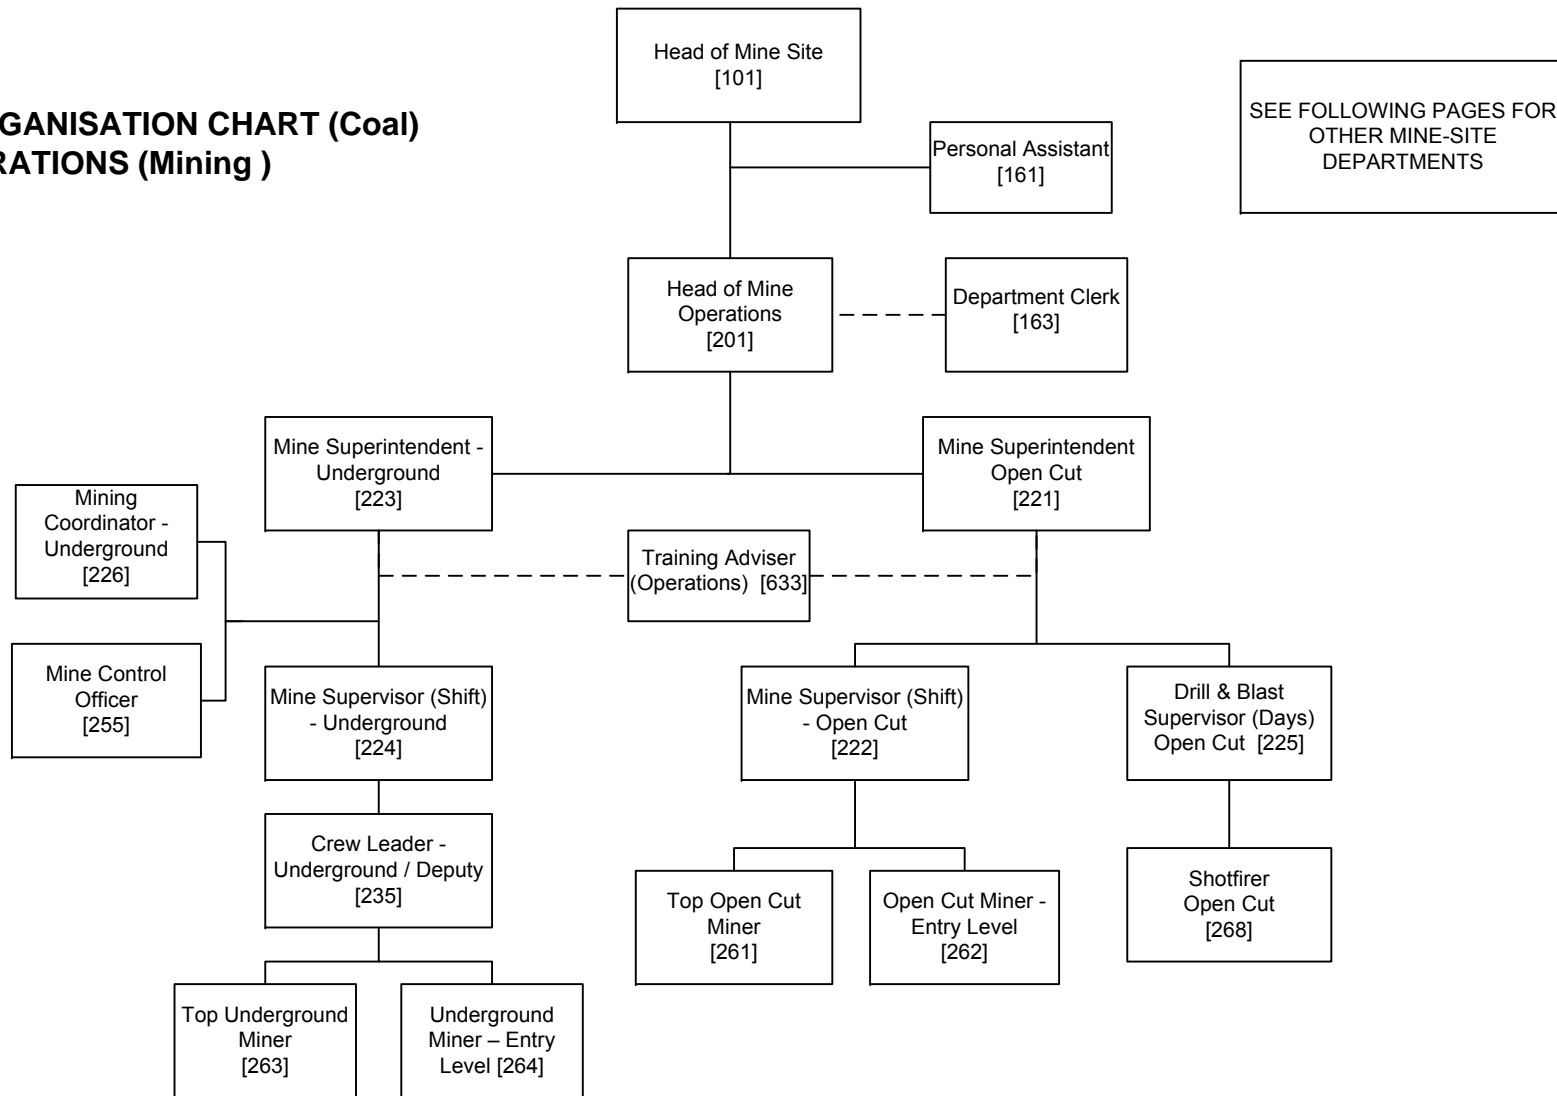 Head of Mine Site
[101]
GANISATION CHART (Coal)
RATIONS (Mining )
SEE FOLLOWING PAGES FOR
OTHER MINE-SITE
DEPARTMENTS
Personal Assistant
[161]
Head of Mine
Operations
[201]
Department Clerk
[163]
Mine Superintendent -
Underground
[223]
Mine Superintendent
Open Cut
[221]
Mining
Coordinator -
Underground
[226]
Training Adviser
(Operations)  [633]
Mine Control
Officer
[255]
Mine Supervisor (Shift)
- Underground
[224]
Mine Supervisor (Shift)
- Open Cut
[222]
Drill & Blast
Supervisor (Days)
Open Cut  [225]
Crew Leader -
Underground / Deputy
[235]
Top Open Cut
Miner
[261]
Open Cut Miner -
Entry Level
[262]
Shotfirer
Open Cut
[268]
Top Underground
Miner
[263]
Underground
Miner – Entry
Level [264]